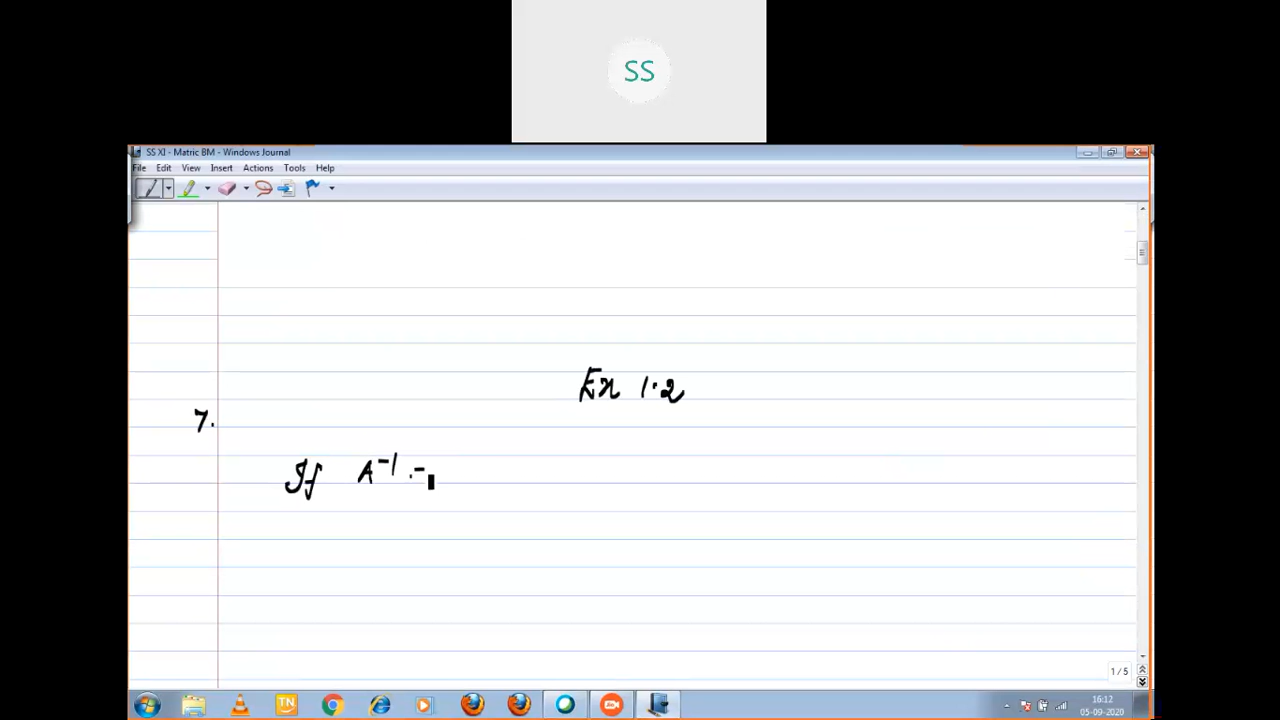 SS
SS XI - Matric BM - Windows Journal
File Edit View Insert Actions Tools Help
Ex 1.2
7.
If A⁻¹ =
1 / 5
TN
16:12
05-09-2020